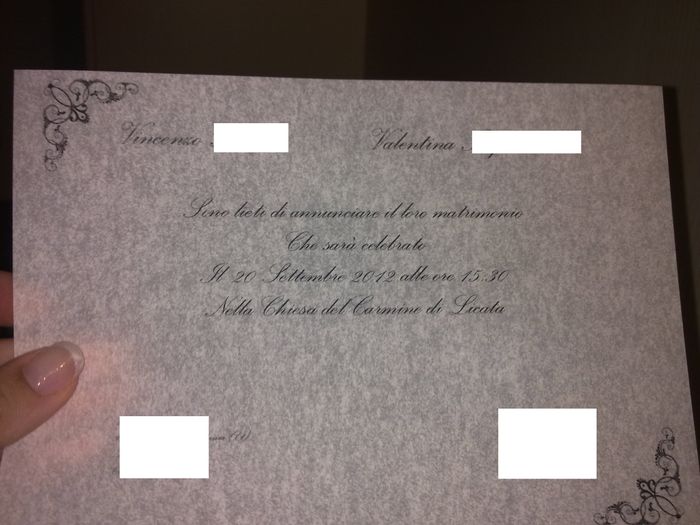 Vincenzo Valentina
Sono lieti di annunciare il loro matrimonio
Che sarà celebrato
Il 20 Settembre 2012 alle ore 15.30
Nella Chiesa del Carmine di Licata